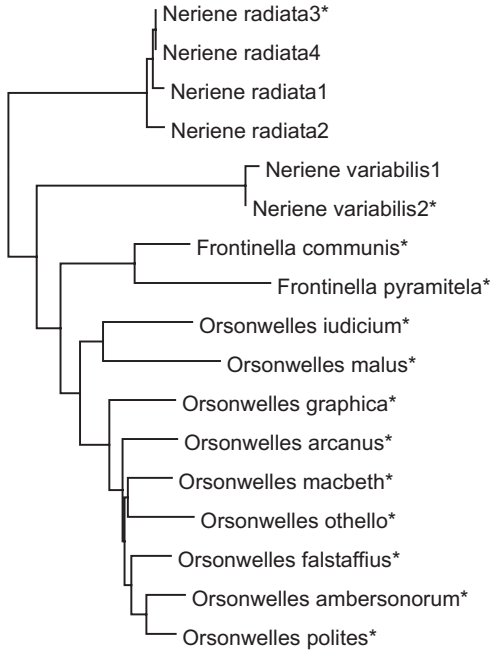 Neriene radiata3*
Neriene radiata4
Neriene radiata1
Neriene radiata2
Neriene variabilis1
Neriene variabilis2*
Frontinella communis*
Frontinella pyramitela*
Orsonwelles iudicium*
Orsonwelles malus*
Orsonwelles graphica*
Orsonwelles arcanus*
Orsonwelles macbeth*
Orsonwelles othello*
Orsonwelles falstaffius*
Orsonwelles ambersonorum*
Orsonwelles polites*